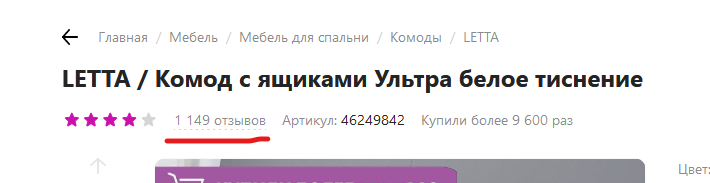 Главная / Мебель / Мебель для спальни / Комоды / LETTA
LETTA / Комод с ящиками Ультра белое тиснение
1 149 отзывов Артикул: 46249842 Купили более 9 600 раз
Цвет: